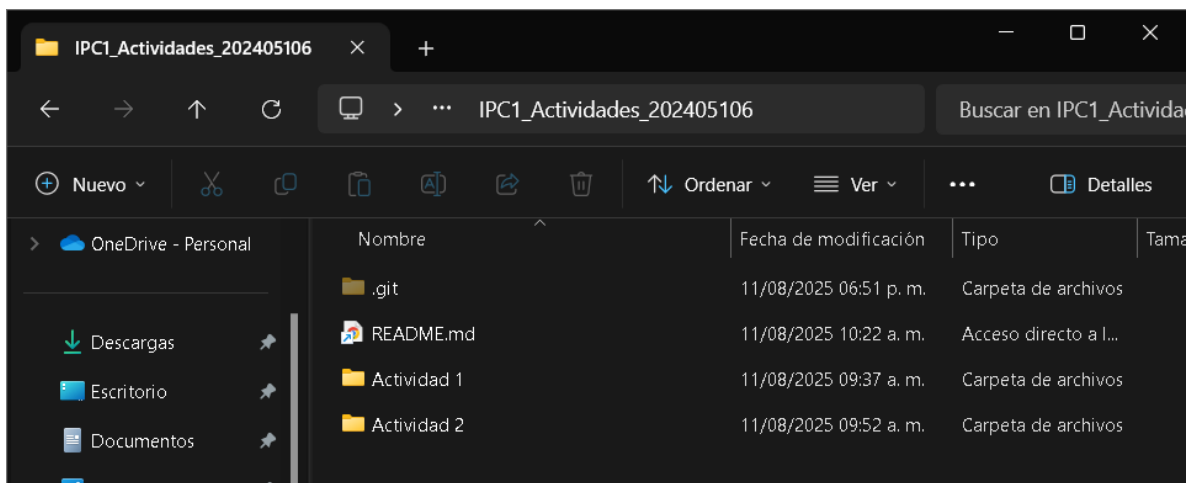 IPC1_Actividades_202405106
IPC1_Actividades_202405106
Buscar en IPC1_Activida
Nuevo
Ordenar
Ver
Detalles
OneDrive - Personal
Nombre
Fecha de modificación
Tipo
Tama
.git
11/08/2025 06:51 p. m.
Carpeta de archivos
README.md
11/08/2025 10:22 a. m.
Acceso directo a l...
Descargas
Actividad 1
11/08/2025 09:37 a. m.
Carpeta de archivos
Escritorio
Actividad 2
11/08/2025 09:52 a. m.
Carpeta de archivos
Documentos